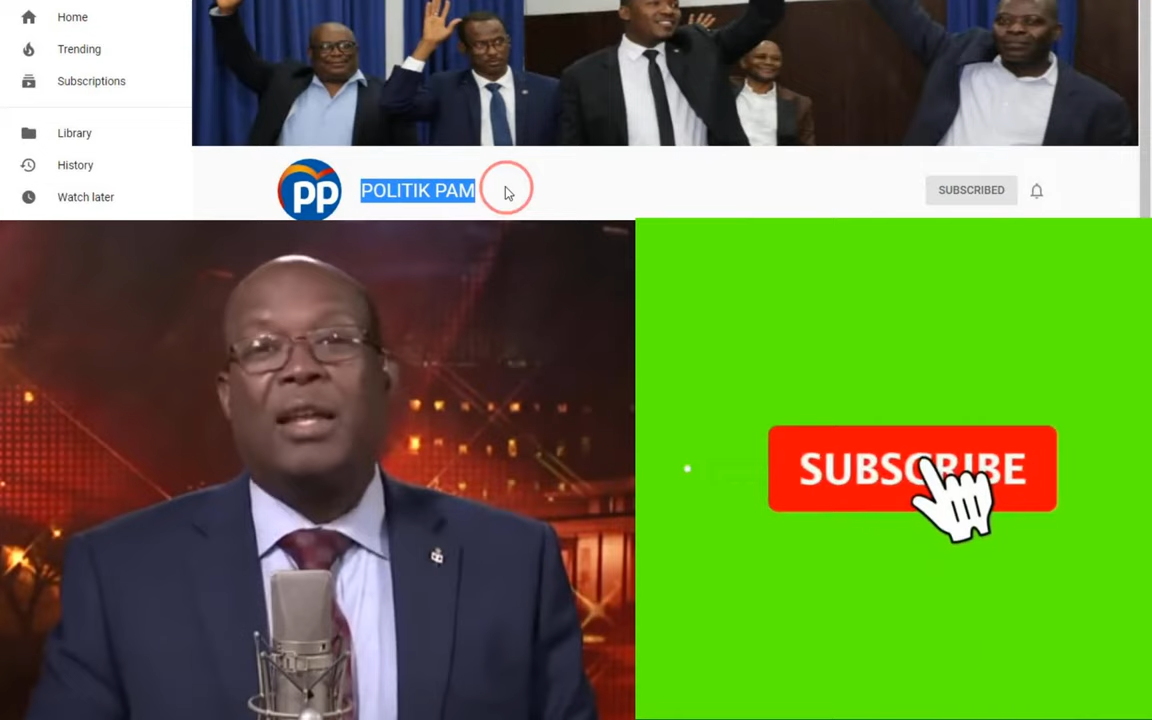 Home
Trending
Subscriptions
Library
History
Watch later
pp
POLITIK PAM
SUBSCRIBED
SUBSCRIBE